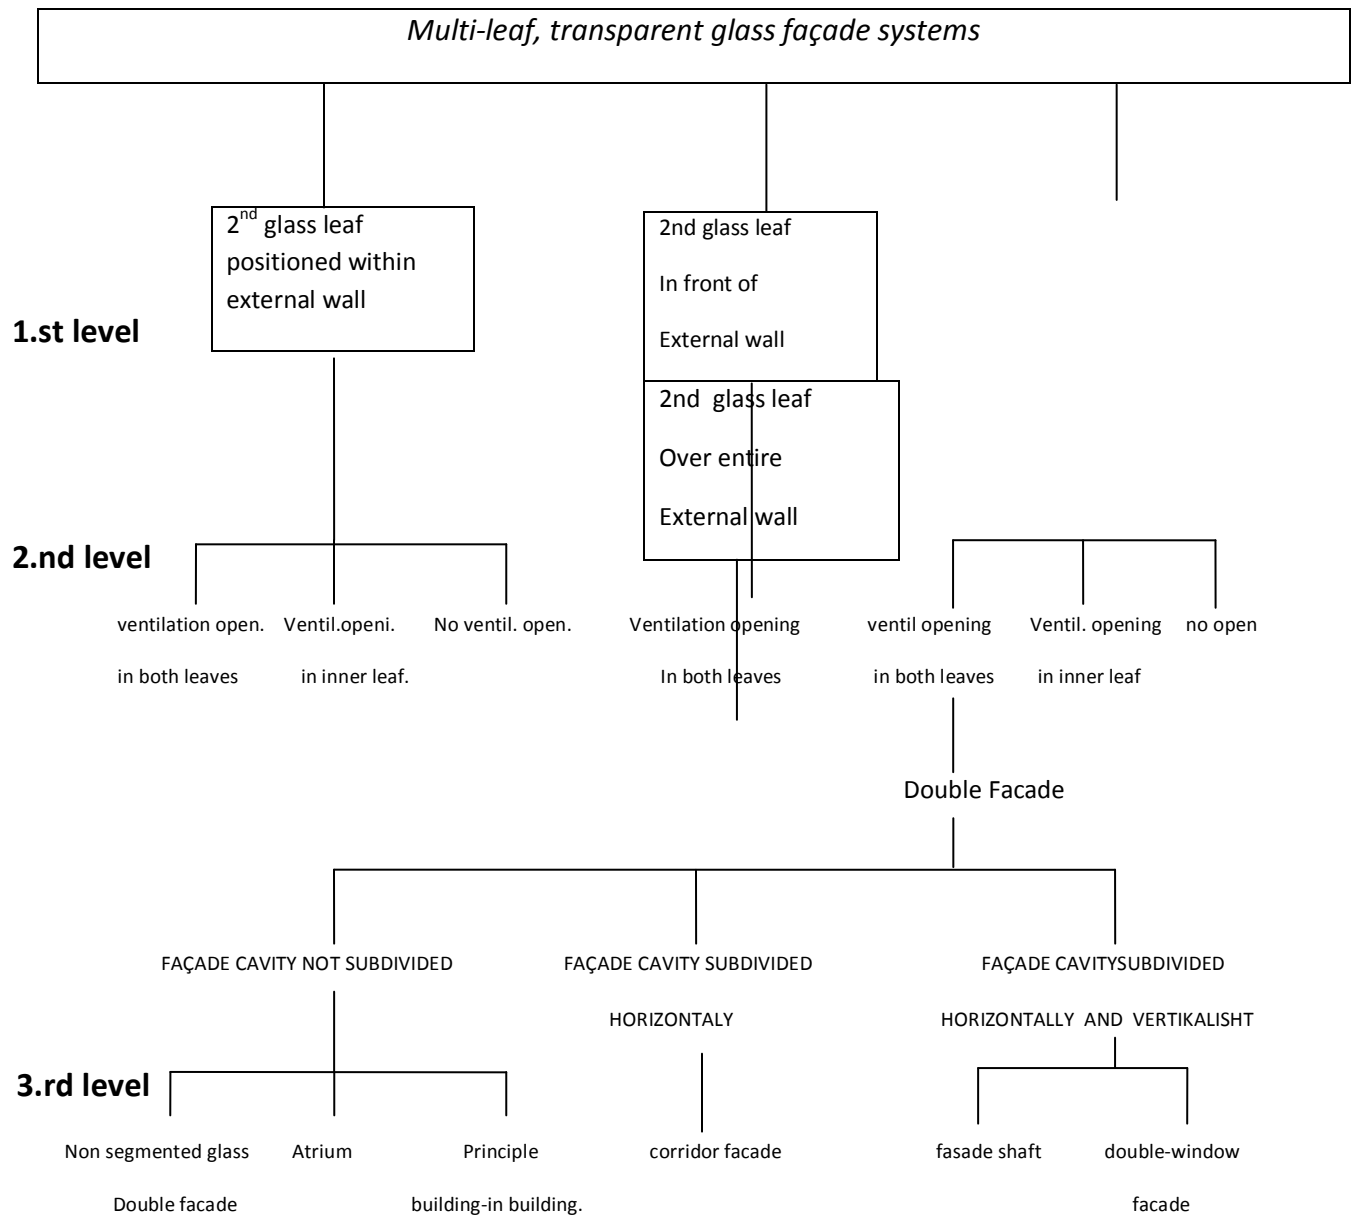 Multi-leaf, transparent glass façade systems
2nd glass leaf
positioned within
external wall
2nd glass leaf
In front of
External wall
1.st level
2nd glass leaf
Over entire
External wall
2.nd level
ventilation open.
in both leaves
Ventil.openi.
in inner leaf.
No ventil. open.
Ventilation opening
In both leaves
ventil opening
in both leaves
Ventil. opening
in inner leaf
no open
Double Facade
FAÇADE CAVITY NOT SUBDIVIDED
FAÇADE CAVITY SUBDIVIDED
HORIZONTALY
FAÇADE CAVITYSUBDIVIDED
HORIZONTALLY AND VERTIKALISHT
3.rd level
Non segmented glass
Double facade
Atrium
Principle
building-in building.
corridor facade
fasade shaft
double-window
facade